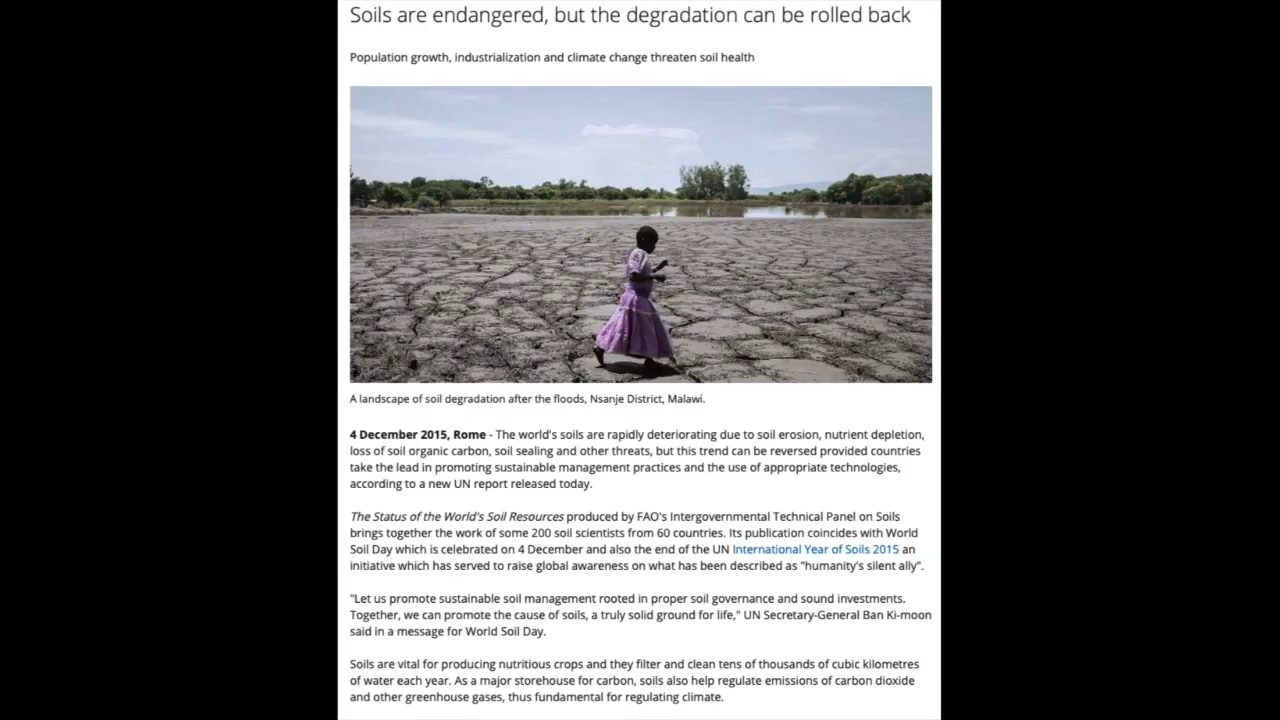 Soils are endangered, but the degradation can be rolled back
Population growth, industrialization and climate change threaten soil health
A landscape of soil degradation after the floods, Nsanje District, Malawi.
4 December 2015, Rome - The world's soils are rapidly deteriorating due to soil erosion, nutrient depletion,
loss of soil organic carbon, soil sealing and other threats, but this trend can be reversed provided countries
take the lead in promoting sustainable management practices and the use of appropriate technologies,
according to a new UN report released today.
The Status of the World's Soil Resources produced by FAO's Intergovernmental Technical Panel on Soils
brings together the work of some 200 soil scientists from 60 countries. Its publication coincides with World
Soil Day which is celebrated on 4 December and also the end of the UN International Year of Soils 2015 an
initiative which has served to raise global awareness on what has been described as "humanity's silent ally".
"Let us promote sustainable soil management rooted in proper soil governance and sound investments.
Together, we can promote the cause of soils, a truly solid ground for life," UN Secretary-General Ban Ki-moon
said in a message for World Soil Day.
Soils are vital for producing nutritious crops and they filter and clean tens of thousands of cubic kilometres
of water each year. As a major storehouse for carbon, soils also help regulate emissions of carbon dioxide
and other greenhouse gases, thus fundamental for regulating climate.